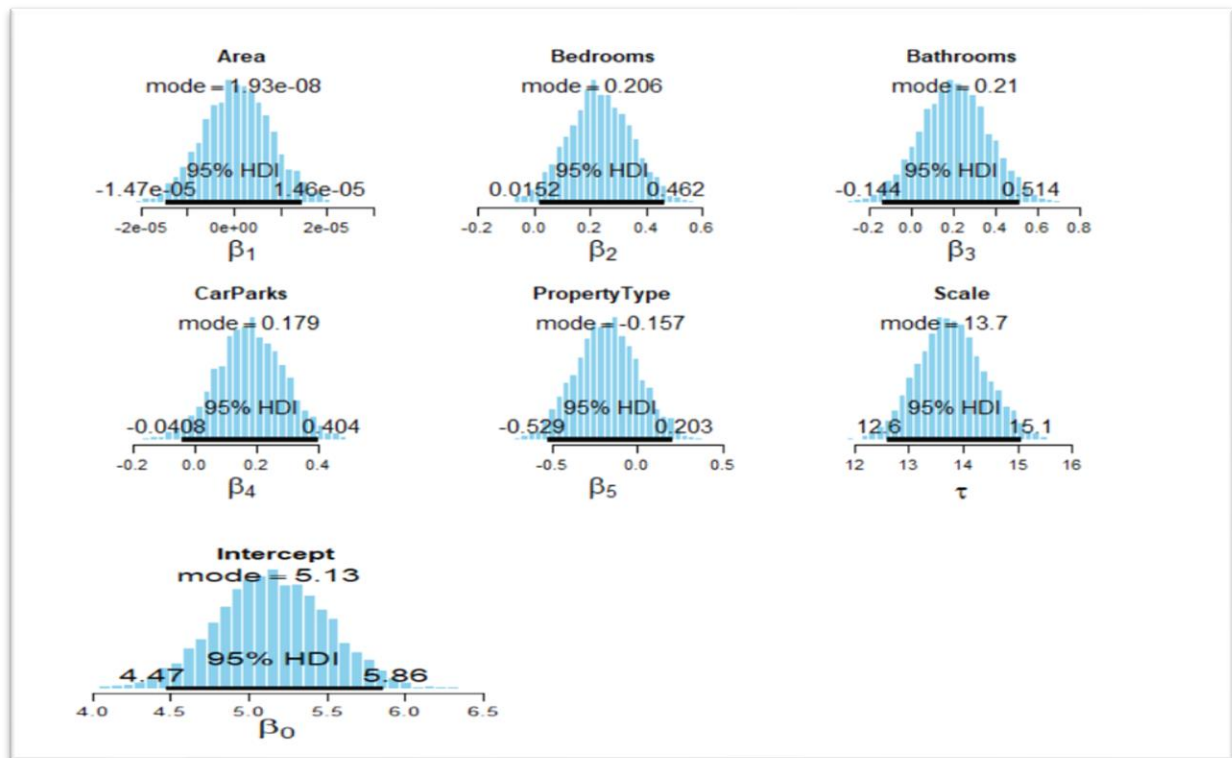 Area
mode = 1.93e-08
95% HDI
-1.47e-05 1.46e-05
-2e-05 0e+00 2e-05
β1
Bedrooms
mode = 0.206
95% HDI
0.0152 0.462
-0.2 0.0 0.2 0.4 0.6
β2
Bathrooms
mode = 0.21
95% HDI
-0.144 0.514
-0.2 0.0 0.2 0.4 0.6 0.8
β3
CarParks
mode = 0.179
95% HDI
-0.0408 0.404
-0.2 0.0 0.2 0.4
β4
PropertyType
mode = -0.157
95% HDI
-0.529 0.203
-0.5 0.0 0.5
β5
Scale
mode = 13.7
95% HDI
12.6 15.1
12 13 14 15 16
τ
Intercept
mode = 5.13
95% HDI
4.47 5.86
4.0 4.5 5.0 5.5 6.0 6.5
β0